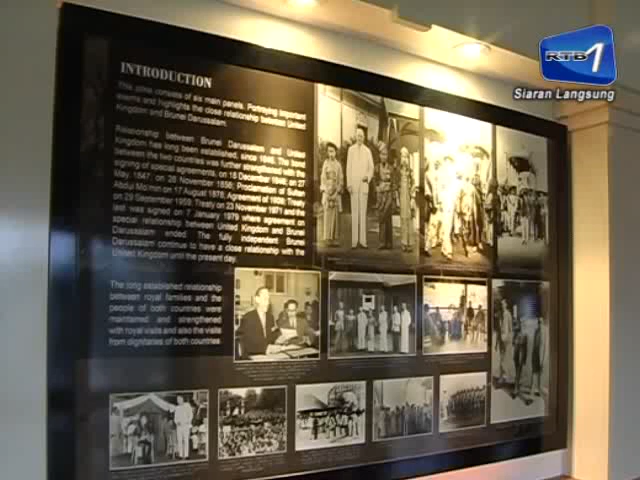 RTB1
Siaran Langsung
INTRODUCTION
This zone consists of six main panels. Portraying important
events and highlights the close relationship between United
Kingdom and Brunei Darussalam.
Relationship between Brunei Darussalam and United
Kingdom has long been established, since 1846. The bond
between the two countries was further strengthened with the
signing of special agreements, on 18 December 1846; on 27
May 1847; on 26 November 1856; Proclamation of Sultan
Abdul Mo'min on 17 August 1878, Agreement of 1906; Treaty
on 29 September 1959; Treaty on 23 November 1971 and the
last was signed on 7 January 1979 where agreement of
special relationship between United Kingdom and Brunei
Darussalam ended. The fully independent Brunei
Darussalam continue to have a close relationship with the
United Kingdom until the present day.
The long established relationship
between royal families and the
people of both countries were
maintained and strengthened
with royal visits and also the visits
from dignitaries of both countries.